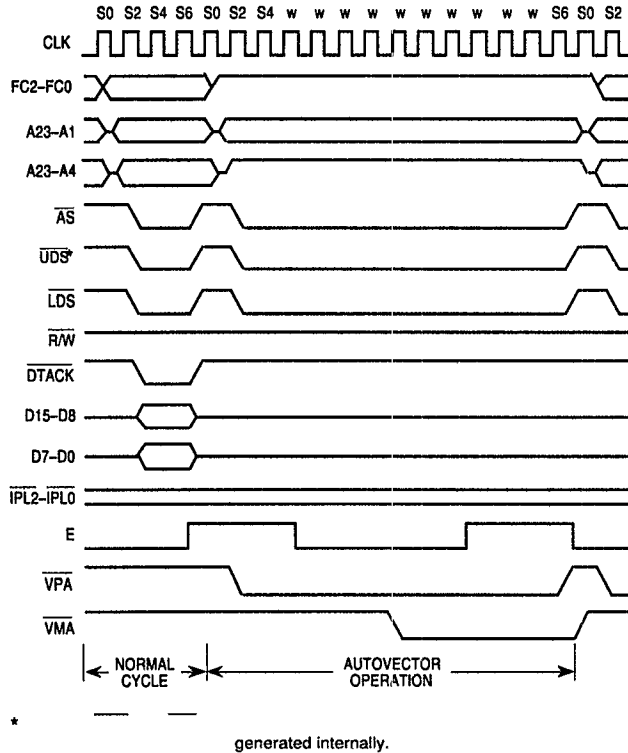 S0 S2 S4 S6 S0 S2 S4 w w w w w w w w w w S6 S0 S2
CLK
FC2–FC0
A23–A1
A23–A4
AS
UDS*
LDS
R/W
DTACK
D15–D8
D7–D0
IPL2–IPL0
E
VPA
VMA
NORMAL
CYCLE
AUTOVECTOR
OPERATION
*
generated internally.